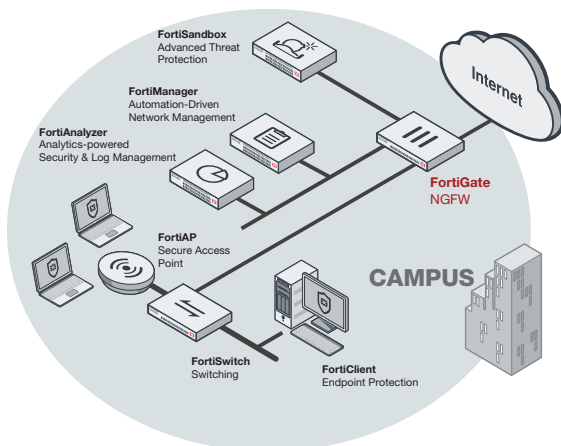 FortiSandbox
Advanced Threat
Protection
FortiManager
Automation-Driven
Network Management
FortiAnalyzer
Analytics-powered
Security & Log Management
Internet
FortiGate
NGFW
FortiAP
Secure Access
Point
CAMPUS
FortiSwitch
Switching
FortiClient
Endpoint Protection